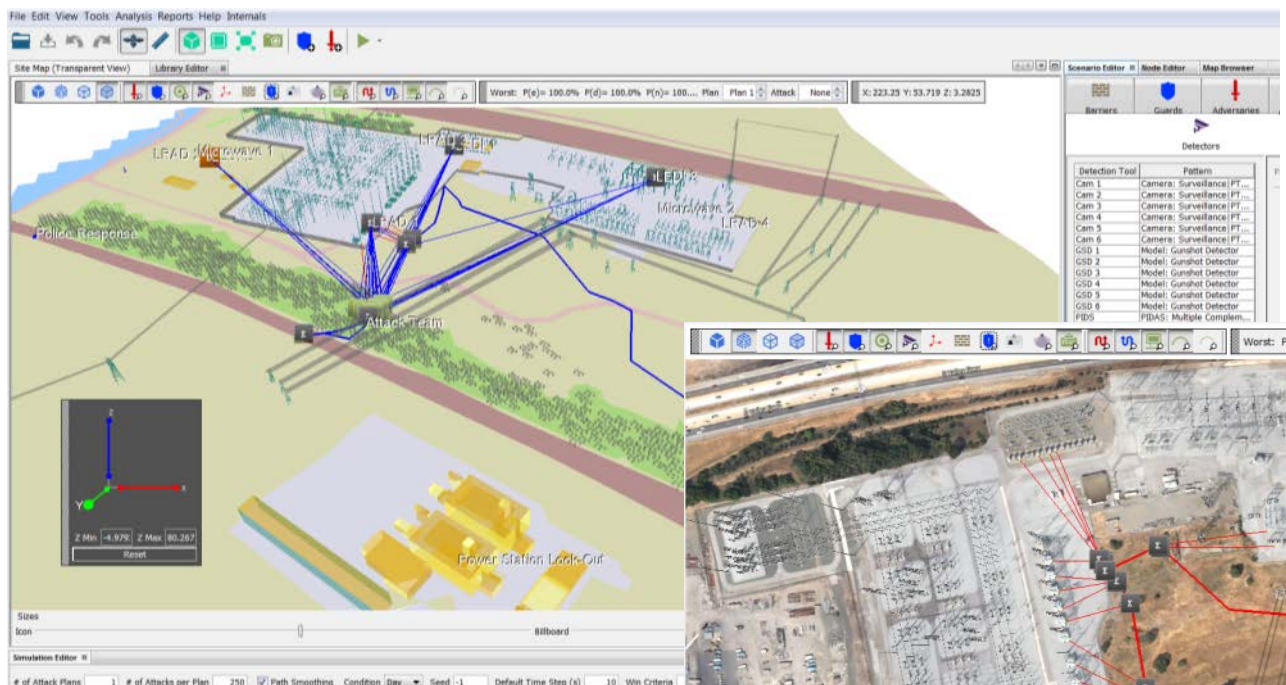 File Edit View Tools Analysis Reports Help Internals
Site Map (Transparent View) Library Editor
Scenario Editor Node Editor Map Browser
Worst: P(e)= 100.0% P(d)= 100.0% P(n)= 100.... Plan Plan 1 Attack None
X: 223.25 Y: 53.719 Z: 3.2825
Barriers Guards Adversaries
Detectors
Detection Tool Pattern
Cam 1 Camera: Surveillance|PT...
Cam 2 Camera: Surveillance|PT...
Cam 3 Camera: Surveillance|PT...
Cam 4 Camera: Surveillance|PT...
Cam 5 Camera: Surveillance|PT...
Cam 6 Camera: Surveillance|PT...
GSD 1 Model: Gunshot Detector
GSD 2 Model: Gunshot Detector
GSD 3 Model: Gunshot Detector
GSD 4 Model: Gunshot Detector
GSD 5 Model: Gunshot Detector
GSD 6 Model: Gunshot Detector
PIDS PIDAS: Multiple Complem...
LPAD
Microwave 1
Microwave 2
LPAD 4
Police Response
Attack Team
Worst: P
Z
X
Y
Z Min -4.979 Z Max 80.267
Reset
Power Station Look-Out
Sizes
Icon Billboard
Simulation Editor
# of Attack Plans 1 # of Attacks per Plan 250 Path Smoothing Condition Day Seed -1 Default Time Step (s) 10 Win Criteria